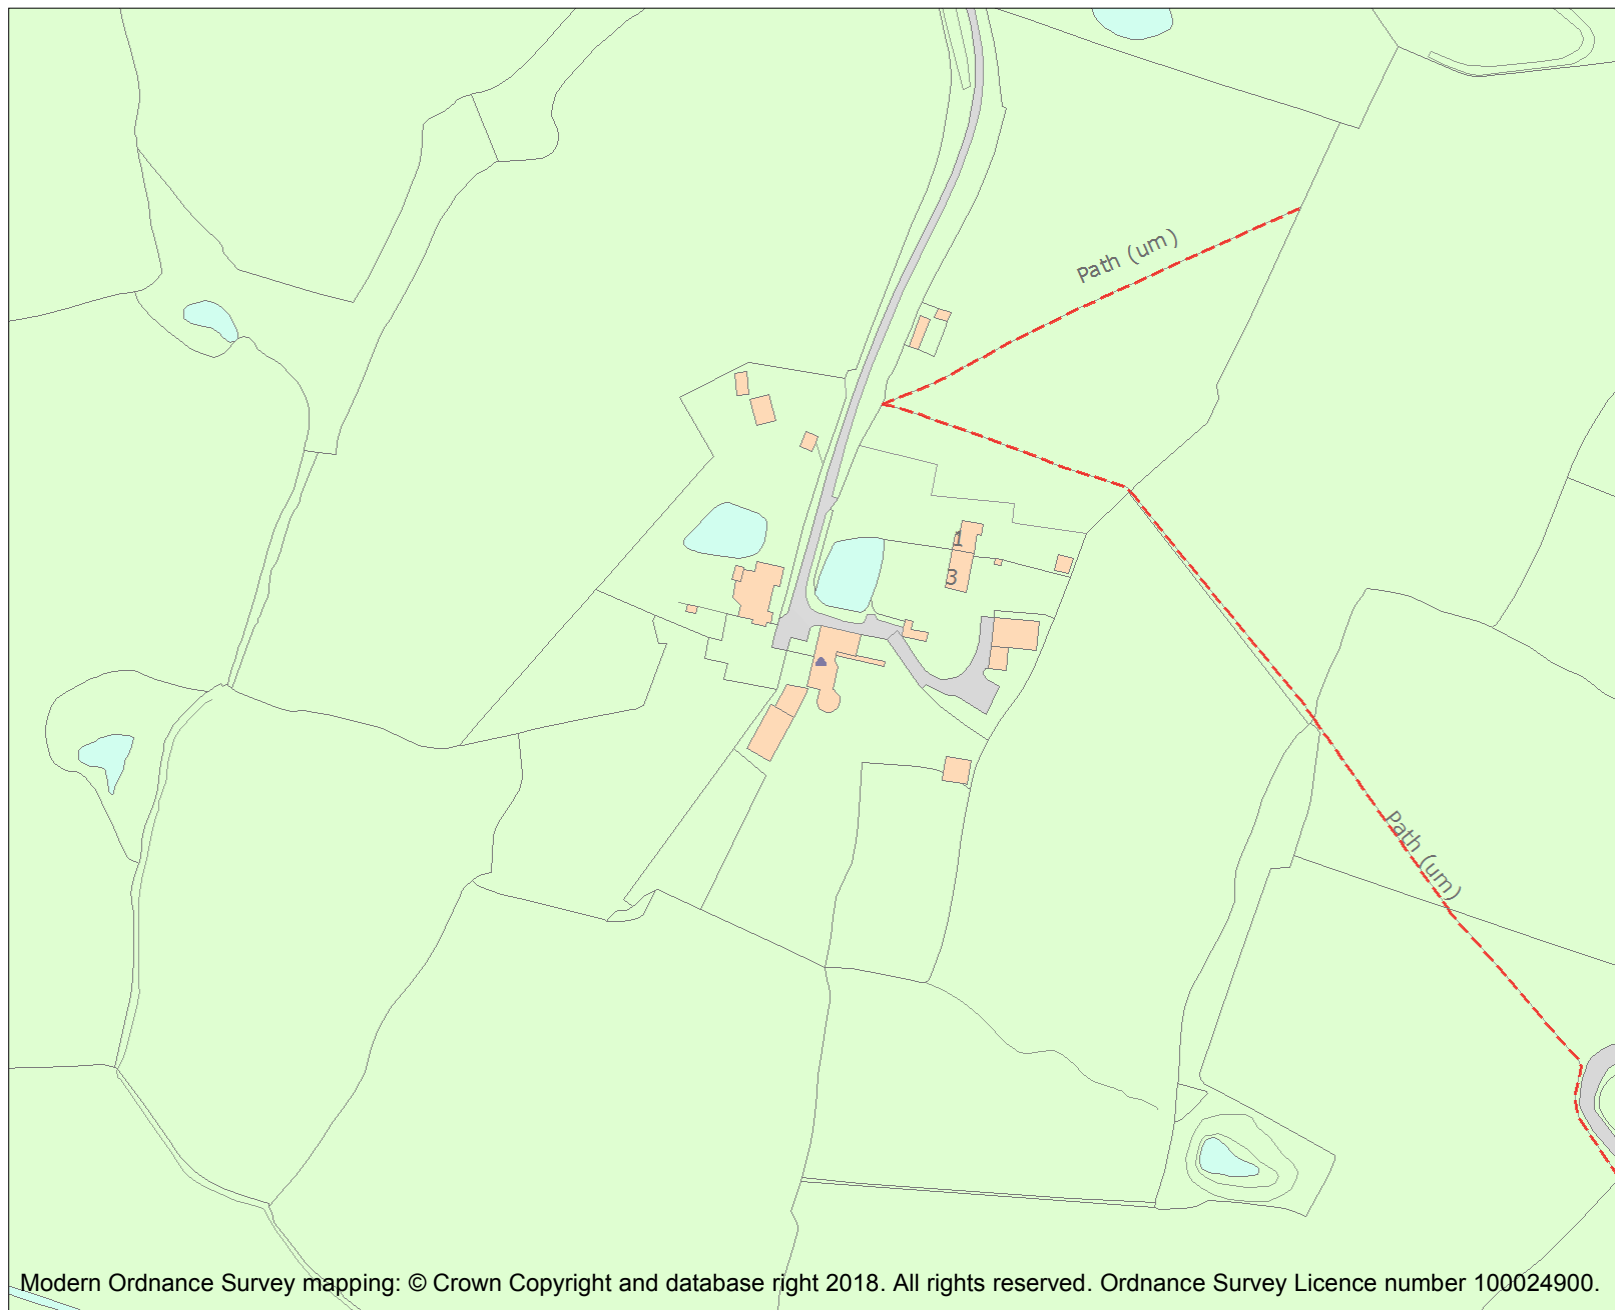 Path (um)
1
3
Path (um)
Modern Ordnance Survey mapping: © Crown Copyright and database right 2018. All rights reserved. Ordnance Survey Licence number 100024900.